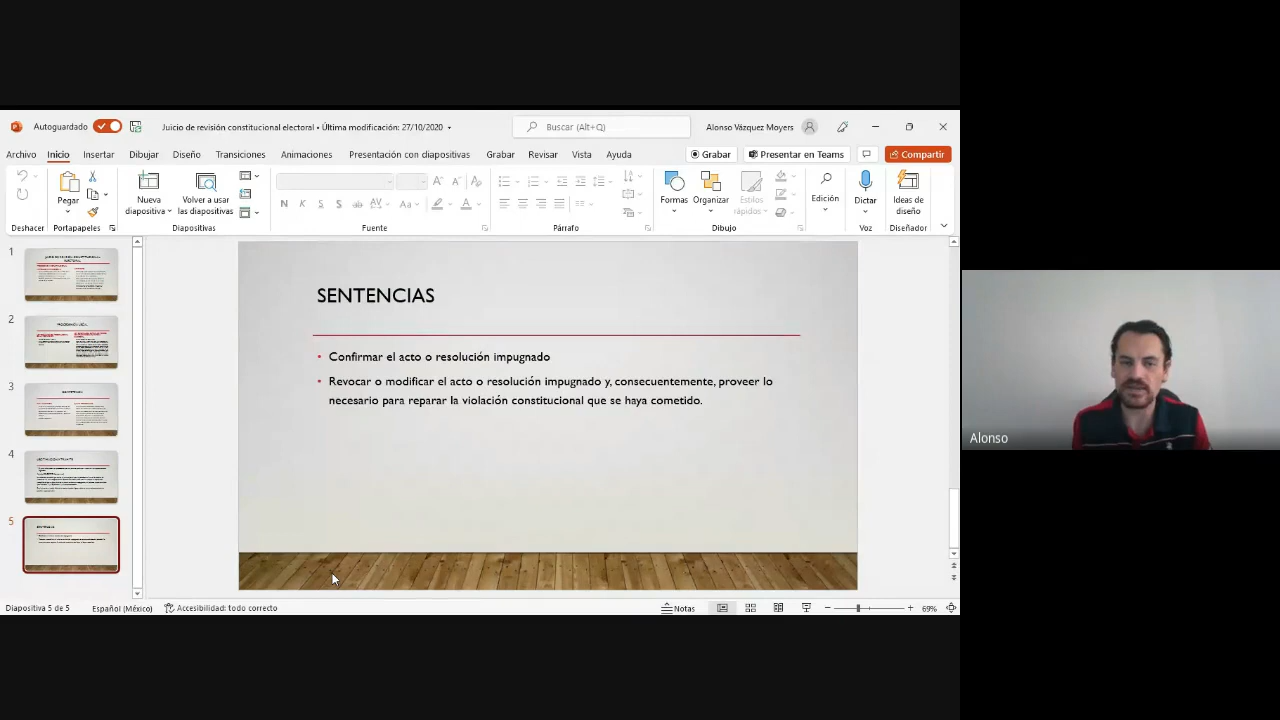 Autoguardado
Juicio de revisión constitucional electoral • Última modificación: 27/10/2020
Buscar (Alt+Q)
Alonso Vázquez Moyers
Archivo Inicio Insertar Dibujar Diseño Transiciones Animaciones Presentación con diapositivas Grabar Revisar Vista Ayuda Grabar Presentar en Teams Compartir
Pegar
Nueva diapositiva
Volver a usar las diapositivas
Formas
Organizar
Estilos rápidos
Edición
Dictar
Ideas de diseño
Deshacer Portapapeles Diapositivas Fuente Párrafo Dibujo Voz Diseñador
1
2
3
4
5
SENTENCIAS
• Confirmar el acto o resolución impugnado
• Revocar o modificar el acto o resolución impugnado y, consecuentemente, proveer lo
necesario para reparar la violación constitucional que se haya cometido.
Alonso
Diapositiva 5 de 5 Español (México) Accesibilidad: todo correcto Notas 69%